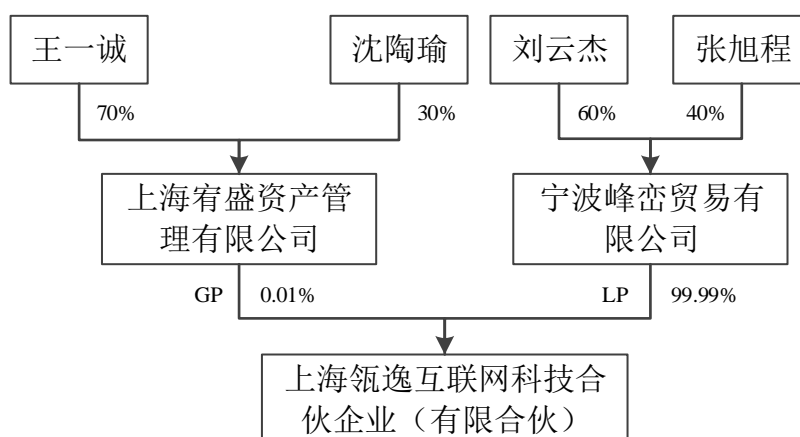 王一诚
沈陶瑜
刘云杰
张旭程
70%
30%
60%
40%
上海宥盛资产管
理有限公司
宁波峰峦贸易有
限公司
GP 0.01%
LP 99.99%
上海瓴逸互联网科技合
伙企业（有限合伙）